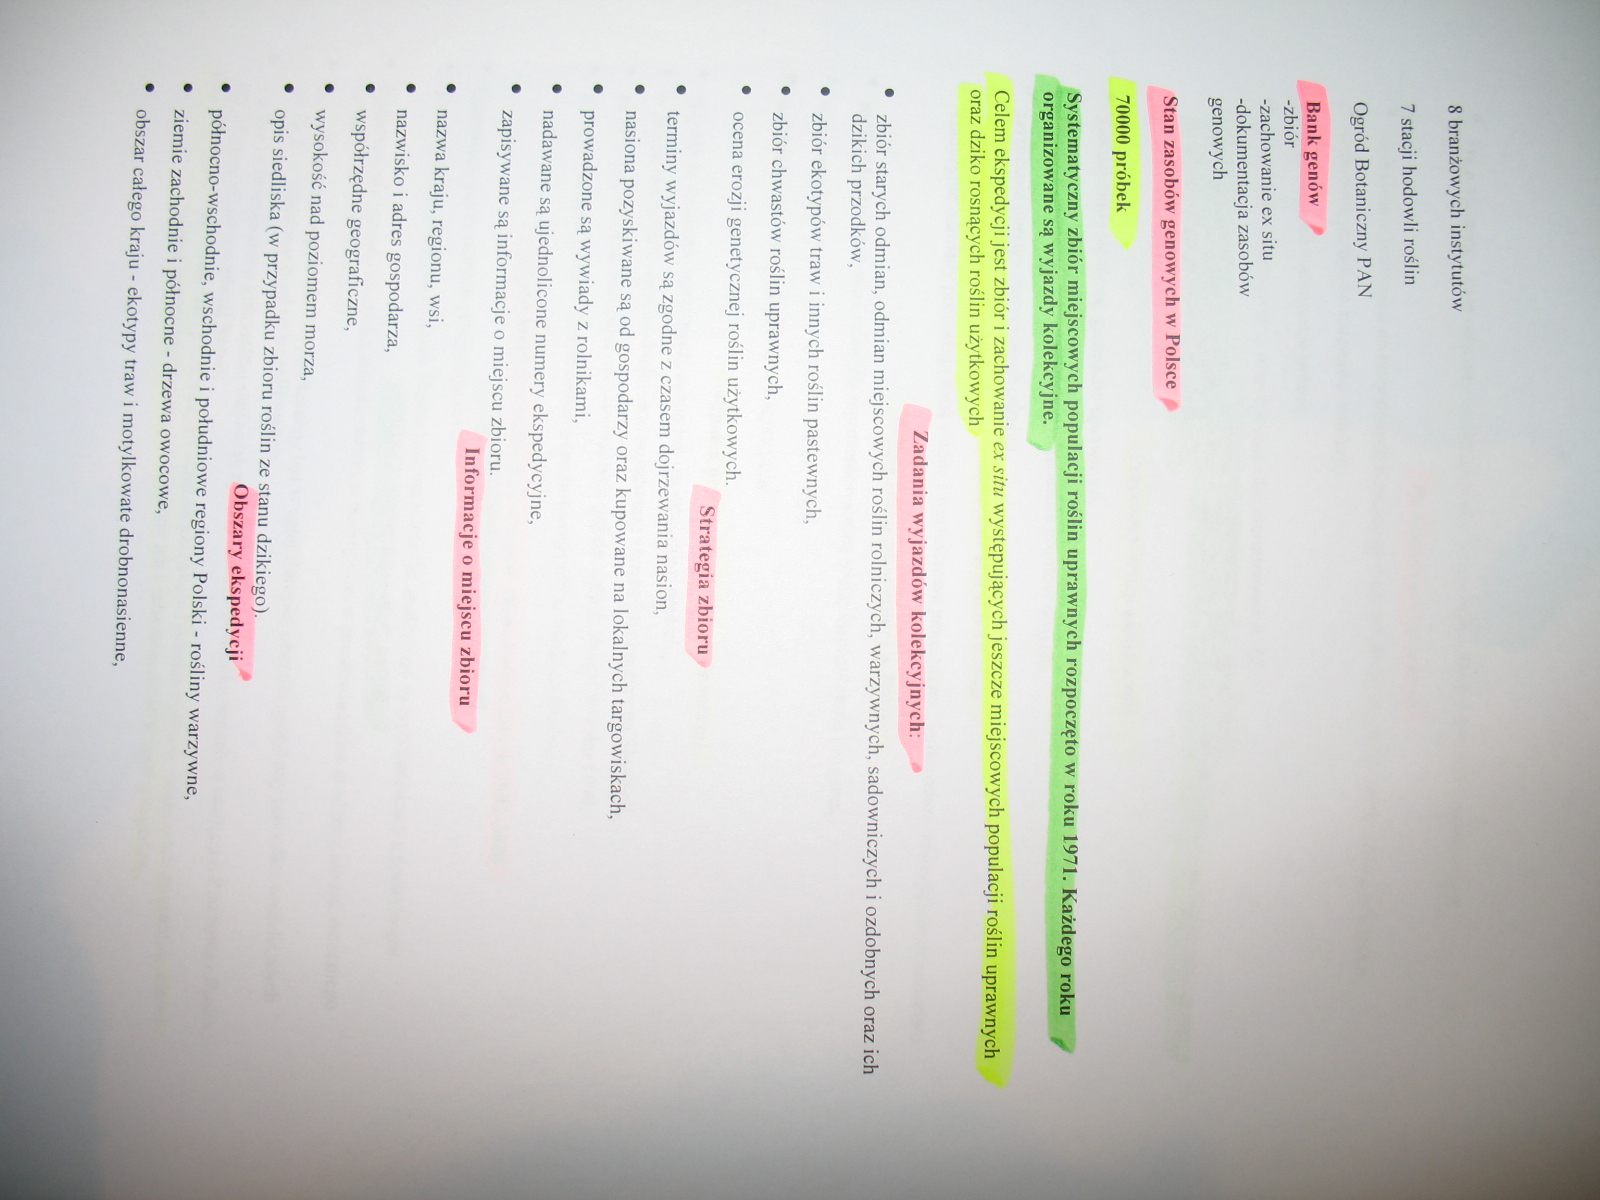 8 branżowych instytutów
7 stacji hodowli roślin
Ogród Botaniczny PAN
Bank genów
-zbiór
-zachowanie ex situ
-dokumentacja zasobów
genowych
Stan zasobów genowych w Polsce
70000 próbek
Systematyczny zbiór miejscowych populacji roślin uprawnych rozpoczęto w roku 1971. Każdego roku
organizowane są wyjazdy kolekcyjne.
Celem ekspedycji jest zbiór i zachowanie ex situ występujących jeszcze miejscowych populacji roślin uprawnych
oraz dziko rosnących roślin użytkowych
Zadania wyjazdów kolekcyjnych:
• zbiór starych odmian, odmian miejscowych roślin rolniczych, warzywnych, sadowniczych i ozdobnych oraz ich
dzikich przodków,
• zbiór ekotypów traw i innych roślin pastewnych,
• zbiór chwastów roślin uprawnych,
• ocena erozji genetycznej roślin użytkowych.
Strategia zbioru
• terminy wyjazdów są zgodne z czasem dojrzewania nasion,
• nasiona pozyskiwane są od gospodarzy oraz kupowane na lokalnych targowiskach,
• prowadzone są wywiady z rolnikami,
• nadawane są ujednolicone numery ekspedycyjne,
• zapisywane są informacje o miejscu zbioru.
Informacje o miejscu zbioru
• nazwa kraju, regionu, wsi,
• nazwisko i adres gospodarza,
• współrzędne geograficzne,
• wysokość nad poziomem morza,
• opis siedliska (w przypadku zbioru roślin ze stanu dzikiego).
Obszary ekspedycji
• północno-wschodnie, wschodnie i południowe regiony Polski - rośliny warzywne,
• ziemie zachodnie i północne - drzewa owocowe,
• obszar całego kraju - ekotypy traw i motylkowate drobnonasienne,